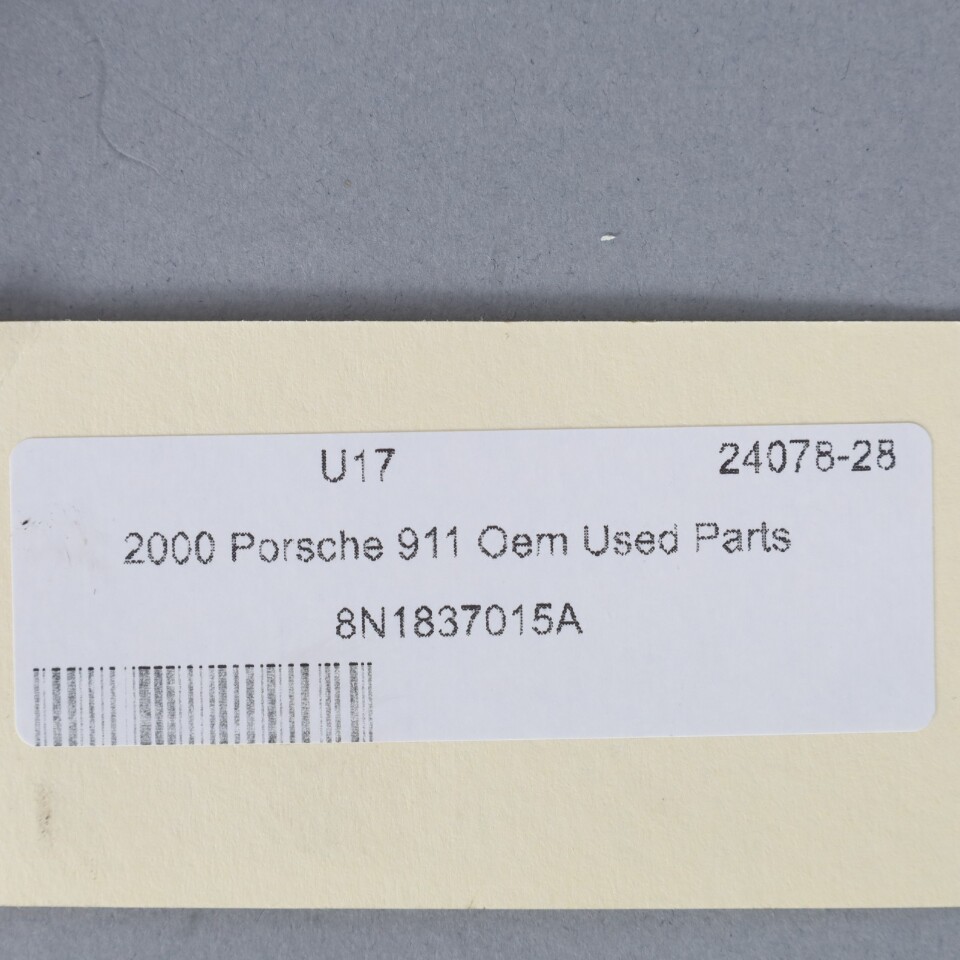 U17 24078-28
2000 Porsche 911 Oem Used Parts
8N1837015A